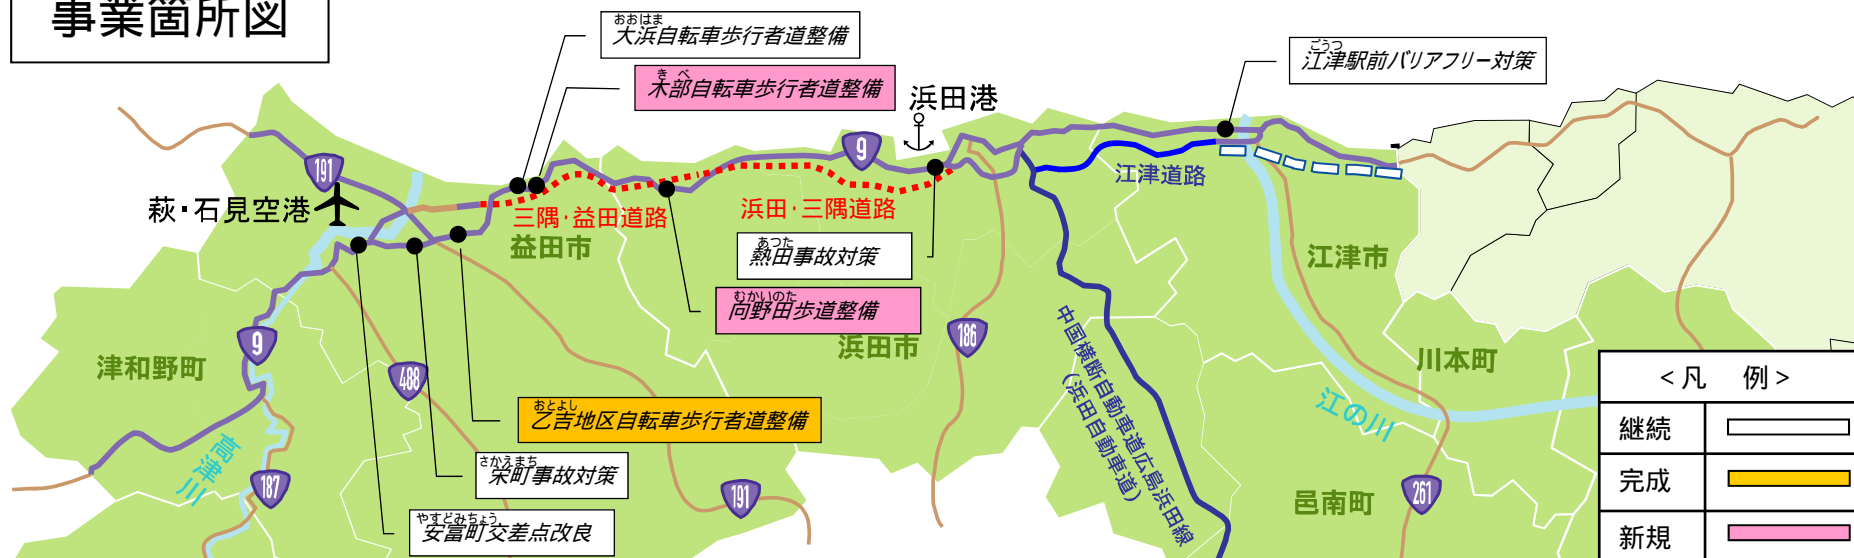 事業箇所図
おおはま
大浜自転車歩行者道整備
きべ
木部自転車歩行者道整備
浜田港
ごうつ
江津駅前バリアフリー対策
9
191
萩・石見空港
江津道路
三隅・益田道路
浜田・三隅道路
益田市
あつた
熱田事故対策
江津市
むかいのた
向野田歩道整備
浜田市
186
中国横断自動車道広島浜田線
(浜田自動車道)
9
津和野町
488
川本町
江の川
おとよし
乙吉地区自転車歩行者道整備
高津川
さかえまち
栄町事故対策
187
191
261
邑南町
やすどみちょう
安富町交差点改良
<凡 例>
継続
完成
新規